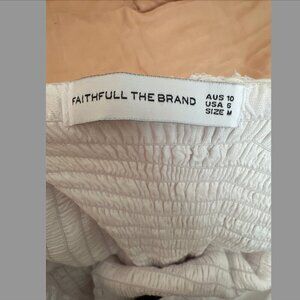 FAITHFULL THE BRAND
AUS 10
USA 6
SIZE M